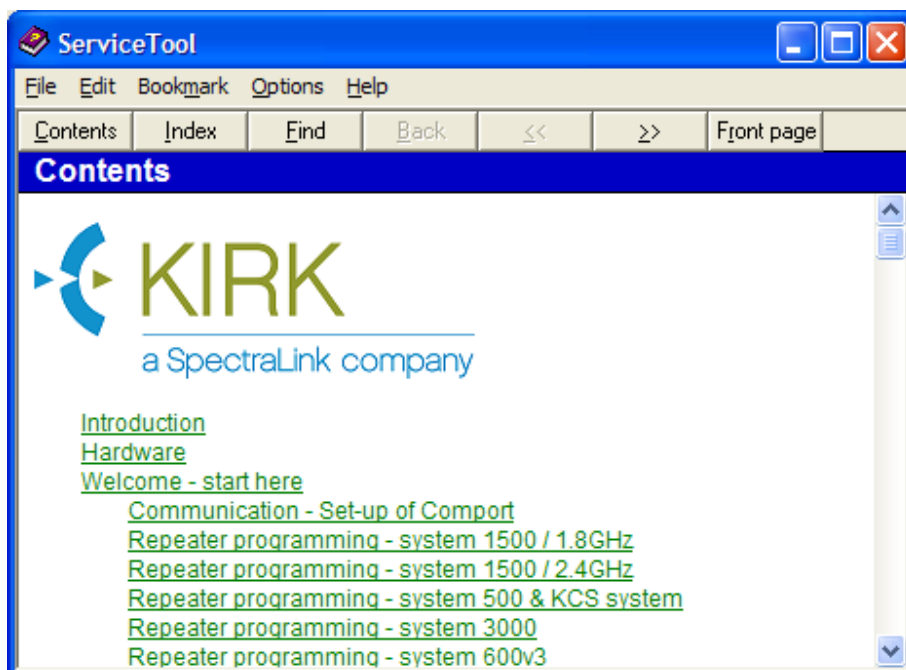 ServiceTool
File Edit Bookmark Options Help
Contents Index Find Back << >> Front page
Contents
KIRK
a SpectraLink company
Introduction
Hardware
Welcome - start here
Communication - Set-up of Comport
Repeater programming - system 1500 / 1.8GHz
Repeater programming - system 1500 / 2.4GHz
Repeater programming - system 500 & KCS system
Repeater programming - system 3000
Repeater programming - system 600v3